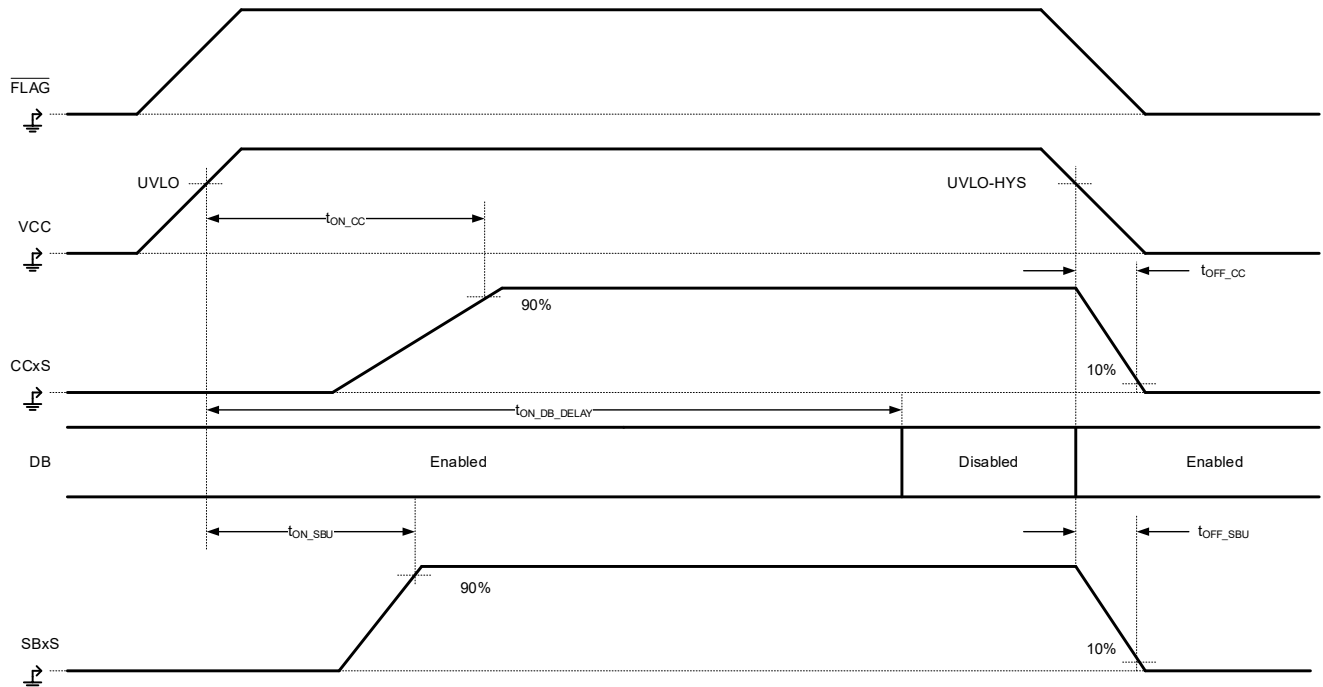 FLAG
UVLO
UVLO-HYS
tON_CC
VCC
tOFF_CC
90%
CCxS
10%
tON_DB_DELAY
DB
Enabled
Disabled
Enabled
tON_SBU
tOFF_SBU
90%
SBxS
10%